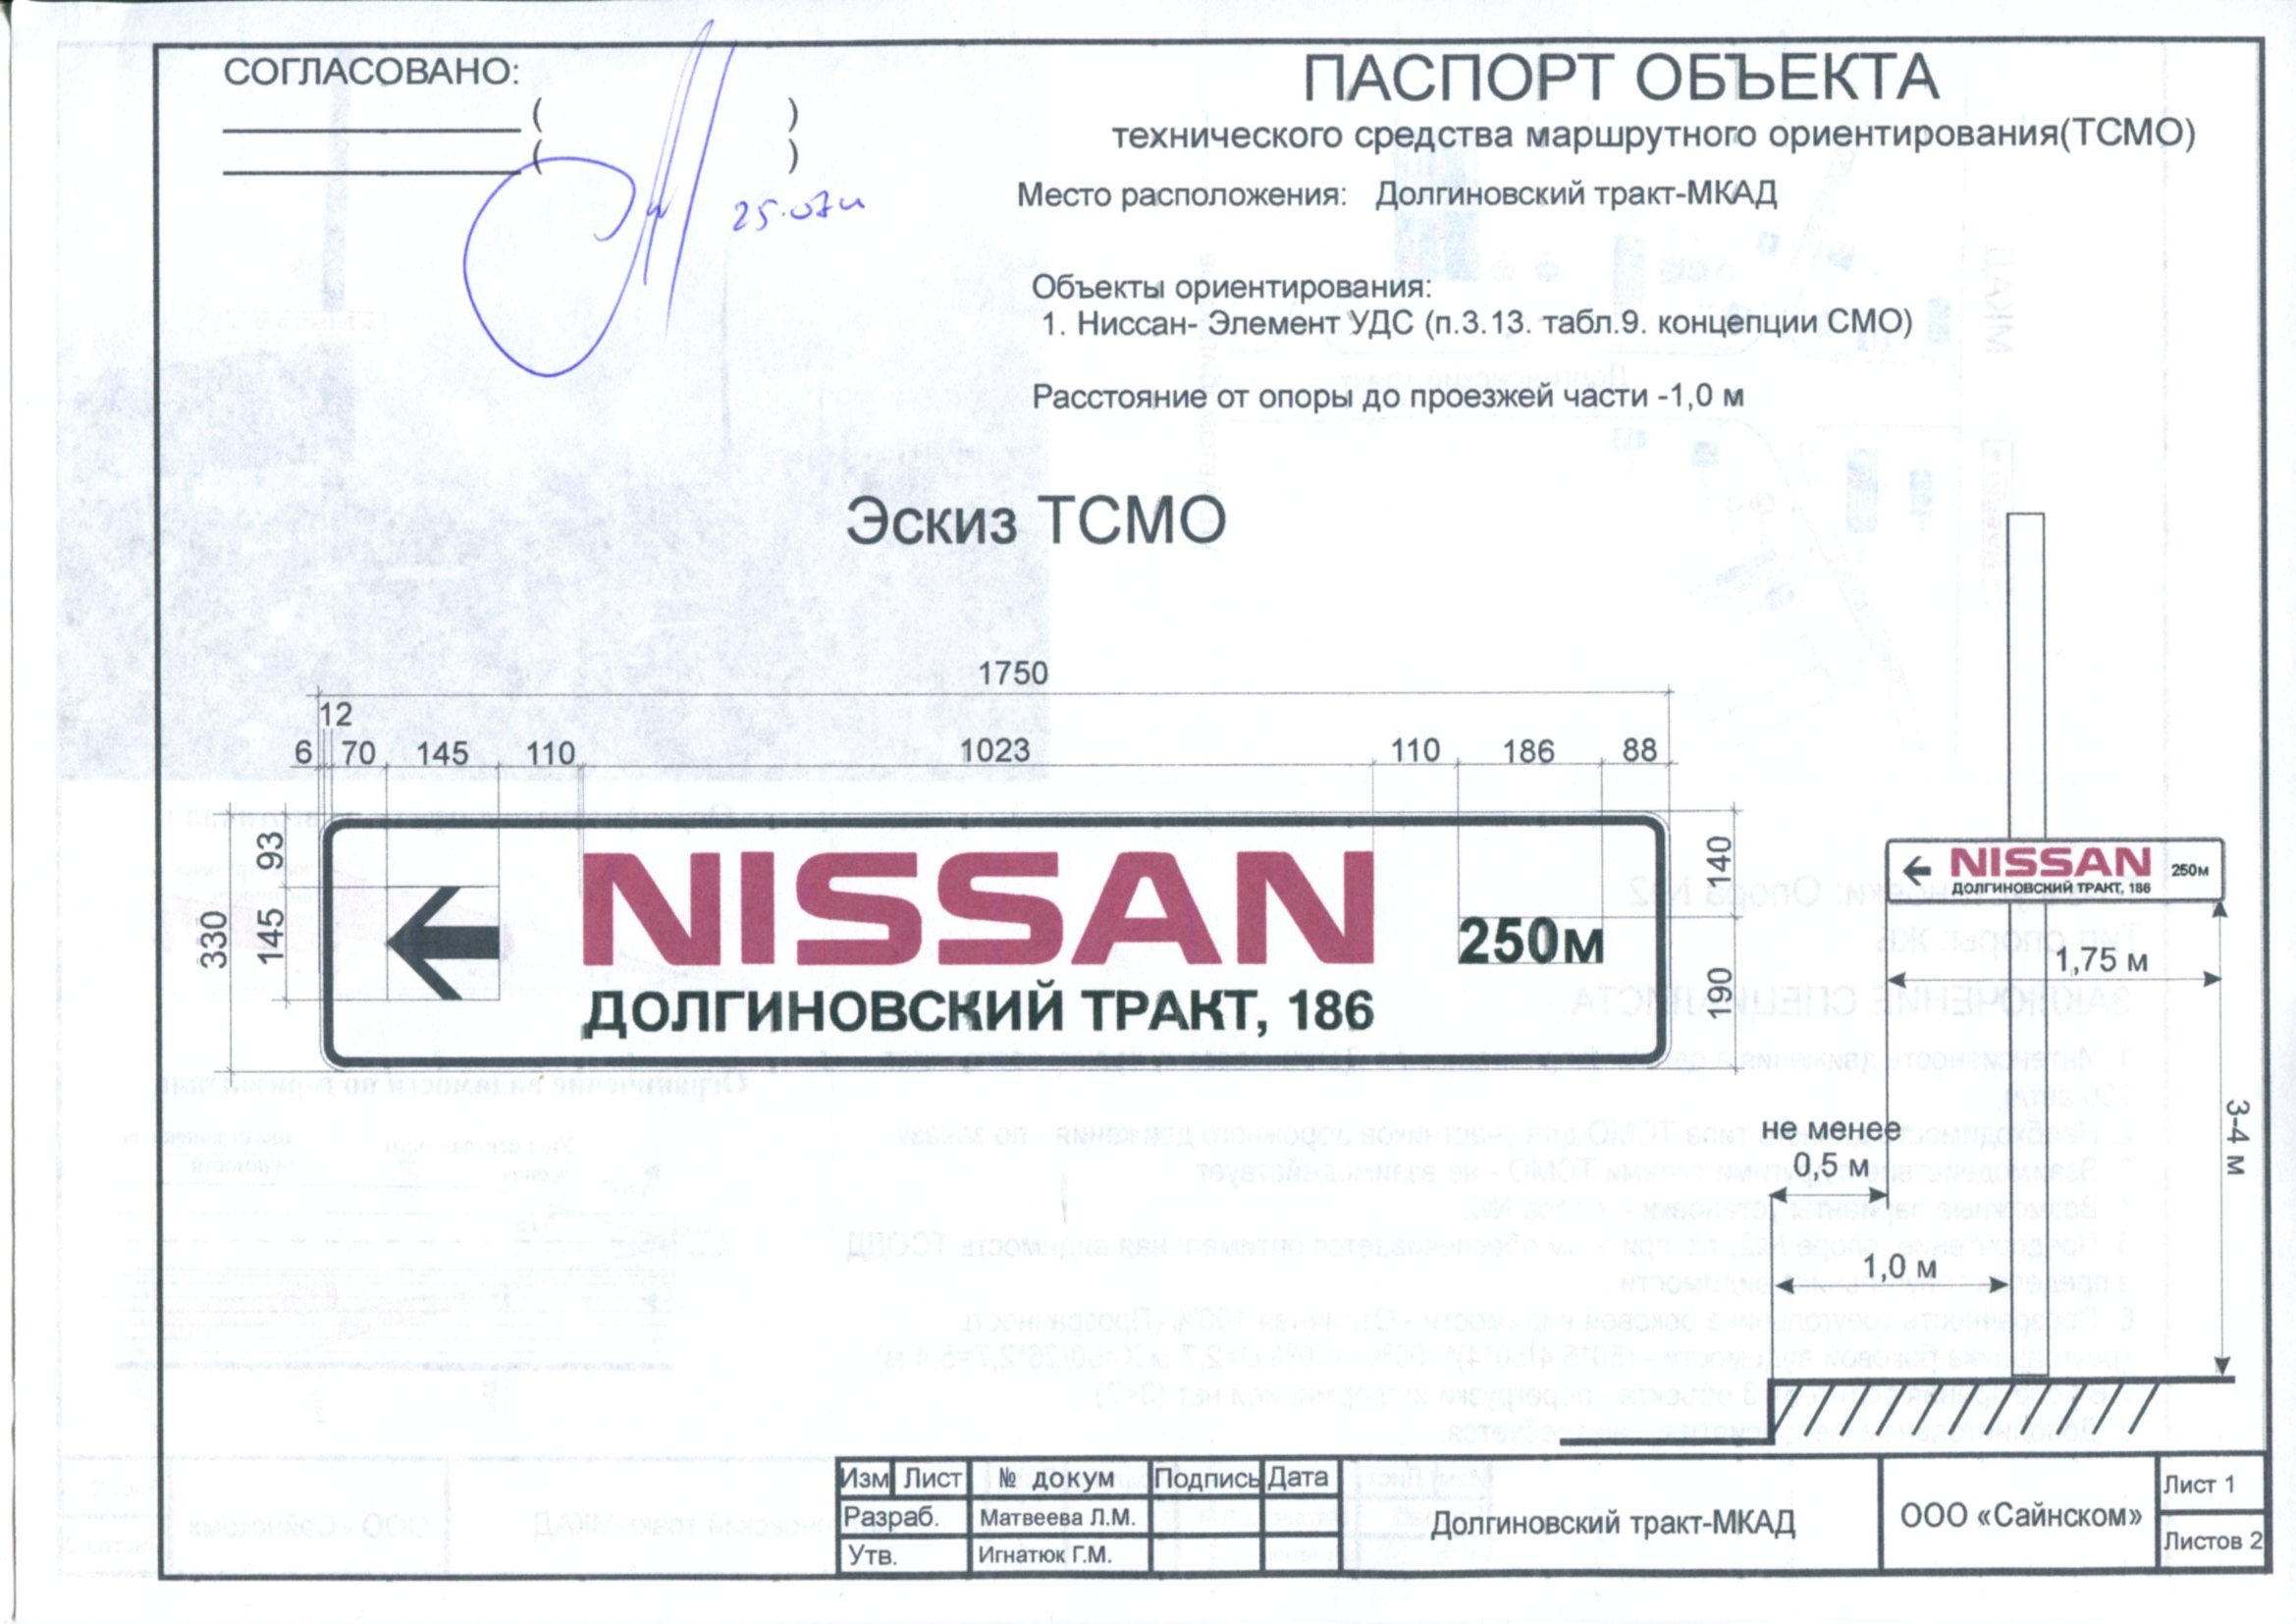 СОГЛАСОВАНО:
( )
( )
25.07
ПАСПОРТ ОБЪЕКТА
технического средства маршрутного ориентирования(ТСМО)
Место расположения: Долгиновский тракт-МКАД
Объекты ориентирования:
1. Ниссан- Элемент УДС (п.3.13. табл.9. концепции СМО)
Расстояние от опоры до проезжей части -1,0 м
Эскиз ТСМО
1750
12
6 70 145 110 1023 110 186 88
330
93
145
NISSAN
250м
ДОЛГИНОВСКИЙ ТРАКТ, 186
140
190
NISSAN
250м
ДОЛГИНОВСКИЙ ТРАКТ, 186
1,75 м
3-4 м
не менее
0,5 м
1,0 м
Изм Лист № докум Подпись Дата
Разраб. Матвеева Л.М.
Утв. Игнатюк Г.М.
Долгиновский тракт-МКАД
ООО «Сайнском»
Лист 1
Листов 2